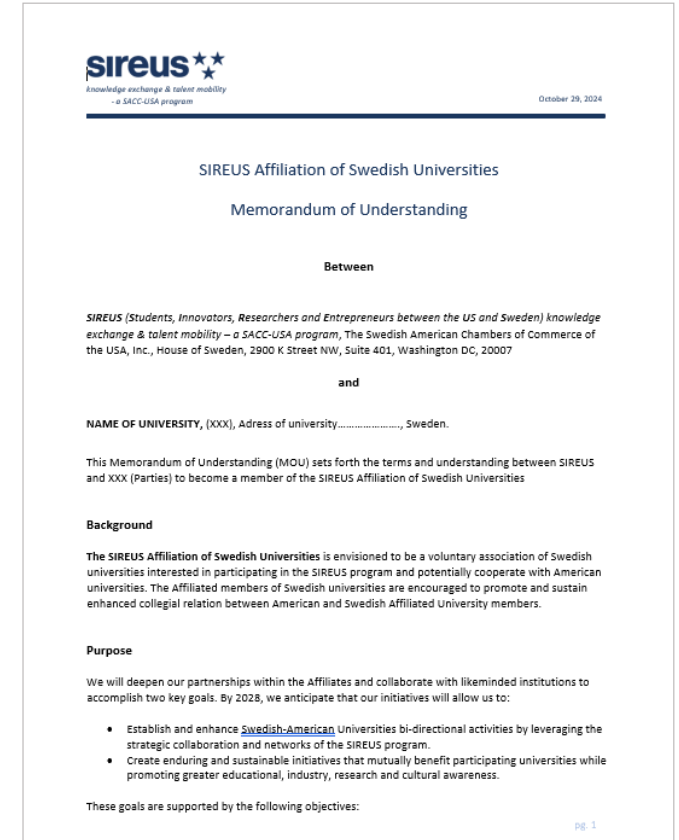 sireus
knowledge exchange & talent mobility
- a SACC-USA program
October 29, 2024
SIREUS Affiliation of Swedish Universities
Memorandum of Understanding
Between
SIREUS (Students, Innovators, Researchers and Entrepreneurs between the US and Sweden) knowledge
exchange & talent mobility – a SACC-USA program, The Swedish American Chambers of Commerce of
the USA, Inc., House of Sweden, 2900 K Street NW, Suite 401, Washington DC, 20007
and
NAME OF UNIVERSITY, (XXX), Adress of university…………………., Sweden.
This Memorandum of Understanding (MOU) sets forth the terms and understanding between SIREUS
and XXX (Parties) to become a member of the SIREUS Affiliation of Swedish Universities
Background
The SIREUS Affiliation of Swedish Universities is envisioned to be a voluntary association of Swedish
universities interested in participating in the SIREUS program and potentially cooperate with American
universities. The Affiliated members of Swedish universities are encouraged to promote and sustain
enhanced collegial relation between American and Swedish Affiliated University members.
Purpose
We will deepen our partnerships within the Affiliates and collaborate with likeminded institutions to
accomplish two key goals. By 2028, we anticipate that our initiatives will allow us to:
• Establish and enhance Swedish-American Universities bi-directional activities by leveraging the
strategic collaboration and networks of the SIREUS program.
• Create enduring and sustainable initiatives that mutually benefit participating universities while
promoting greater educational, industry, research and cultural awareness.
These goals are supported by the following objectives:
pg. 1